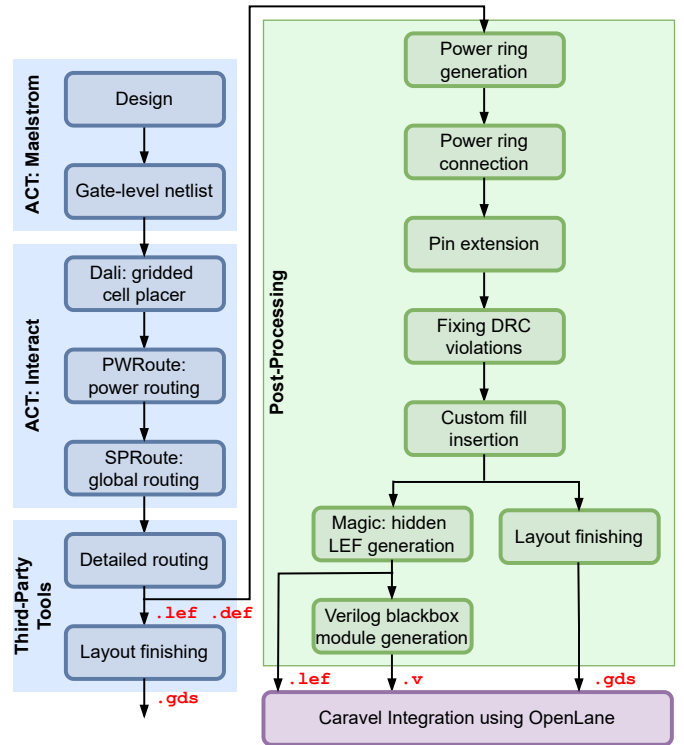 ACT: Maelstrom
Design
Gate-level netlist
ACT: Interact
Dali: gridded
cell placer
PWRoute:
power routing
SPRoute:
global routing
Third-Party
Tools
Detailed routing
.lef .def
Layout finishing
.gds
Post-Processing
Power ring
generation
Power ring
connection
Pin extension
Fixing DRC
violations
Custom fill
insertion
Magic: hidden
LEF generation
Layout finishing
Verilog blackbox
module generation
.lef
.v
.gds
Caravel Integration using OpenLane